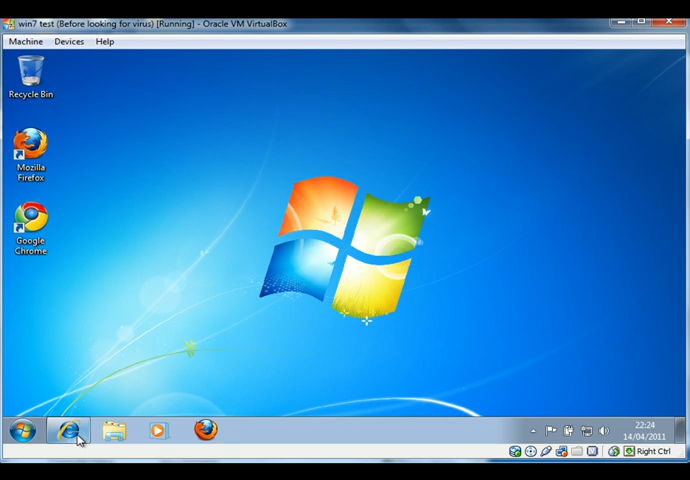 win7 test (Before looking for virus) [Running] - Oracle VM VirtualBox
Machine Devices Help
Recycle Bin
Mozilla
Firefox
Google
Chrome
22:24
14/04/2011
Right Ctrl